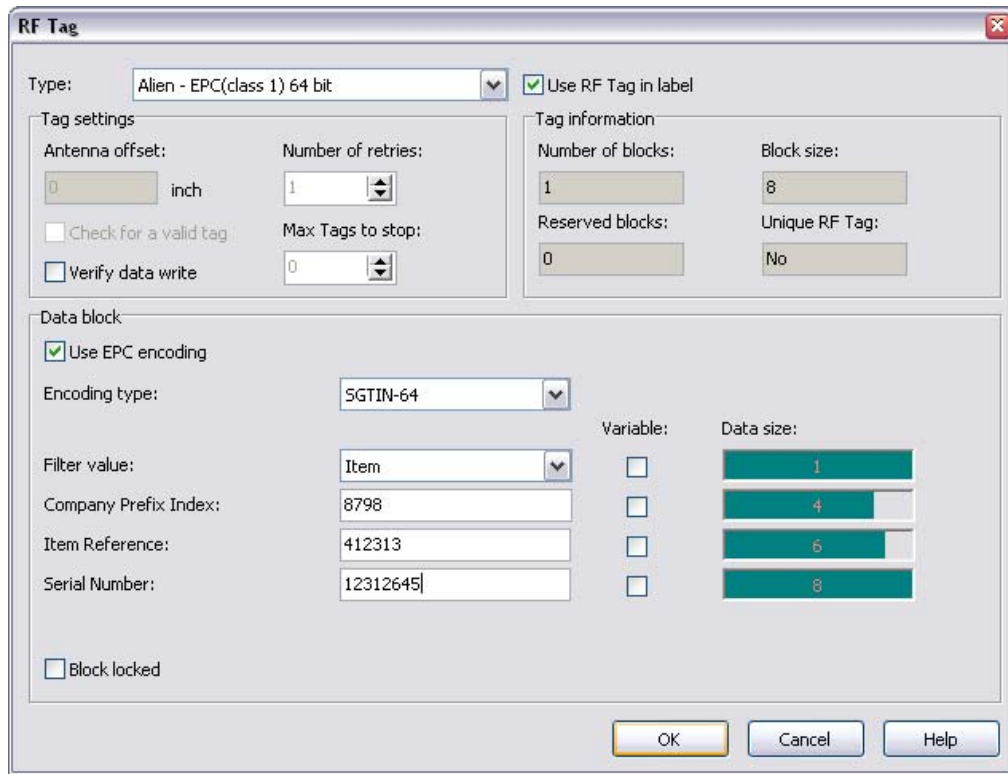 RF Tag
Type: Alien - EPC(class 1) 64 bit Use RF Tag in label
Tag settings
Antenna offset: Number of retries:
0 inch 1
Check for a valid tag Max Tags to stop:
Verify data write 0
Tag information
Number of blocks: Block size:
1 8
Reserved blocks: Unique RF Tag:
0 No
Data block
Use EPC encoding
Encoding type: SGTIN-64
Variable: Data size:
Filter value: Item 1
Company Prefix Index: 8798 4
Item Reference: 412313 6
Serial Number: 12312645 8
Block locked
OK Cancel Help